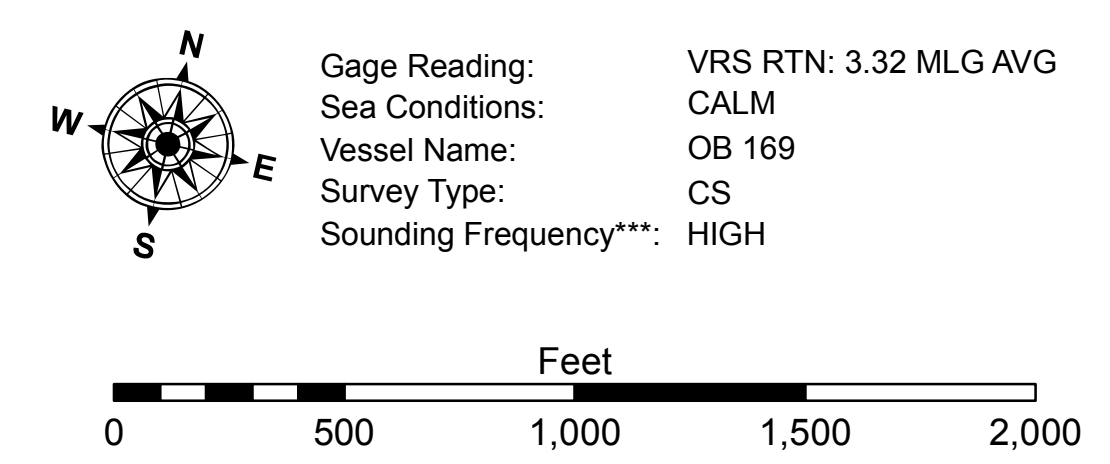 N
W
E
S
Gage Reading: VRS RTN: 3.32 MLG AVG
Sea Conditions: CALM
Vessel Name: OB 169
Survey Type: CS
Sounding Frequency***: HIGH
Feet
0 500 1,000 1,500 2,000